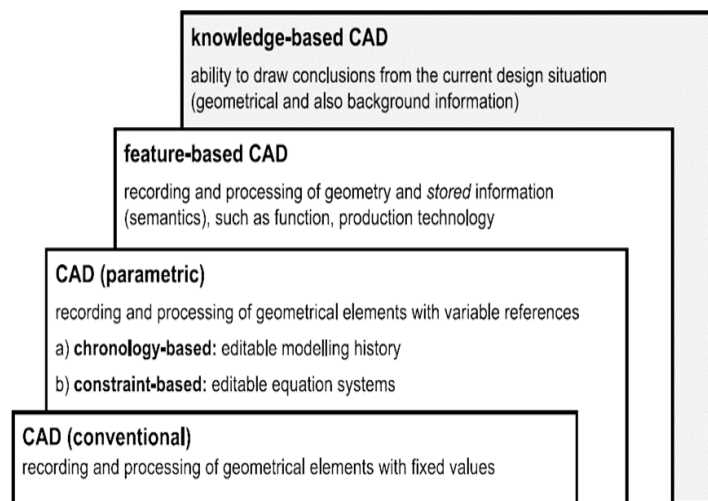 knowledge-based CAD
ability to draw conclusions from the current design situation
(geometrical and also background information)
feature-based CAD
recording and processing of geometry and stored information
(semantics), such as function, production technology
CAD (parametric)
recording and processing of geometrical elements with variable references
a) chronology-based: editable modelling history
b) constraint-based: editable equation systems
CAD (conventional)
recording and processing of geometrical elements with fixed values